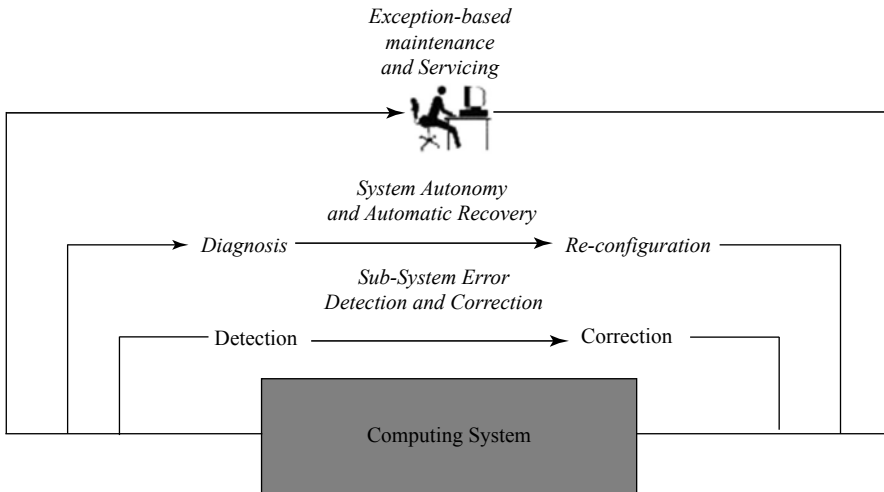 Exception-based
maintenance
and Servicing
System Autonomy
and Automatic Recovery
Diagnosis
Re-configuration
Sub-System Error
Detection and Correction
Detection
Correction
Computing System